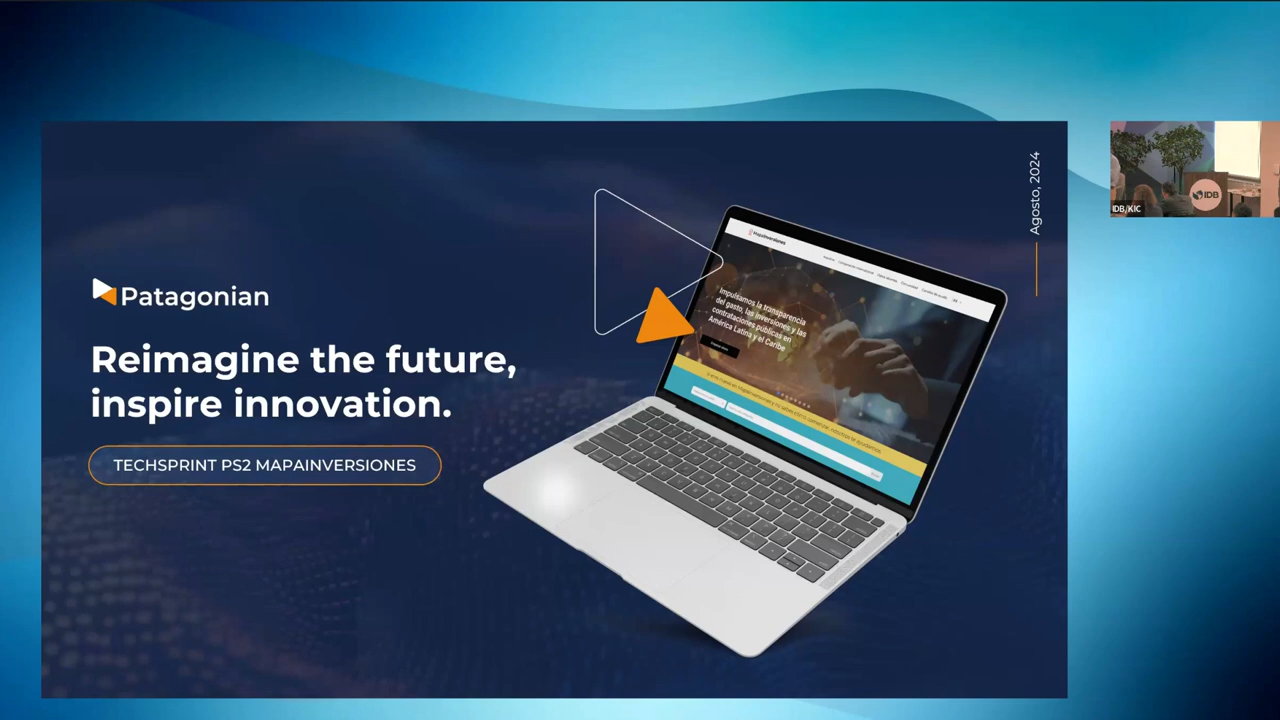 Patagonian
Reimagine the future,
inspire innovation.
TECHSPRINT PS2 MAPAINVERSIONES
Agosto, 2024
MapaInversiones
Impulsamos la transparencia
del gasto, las inversiones y las
contrataciones públicas en
América Latina y el Caribe
IDB
IDB/KIC